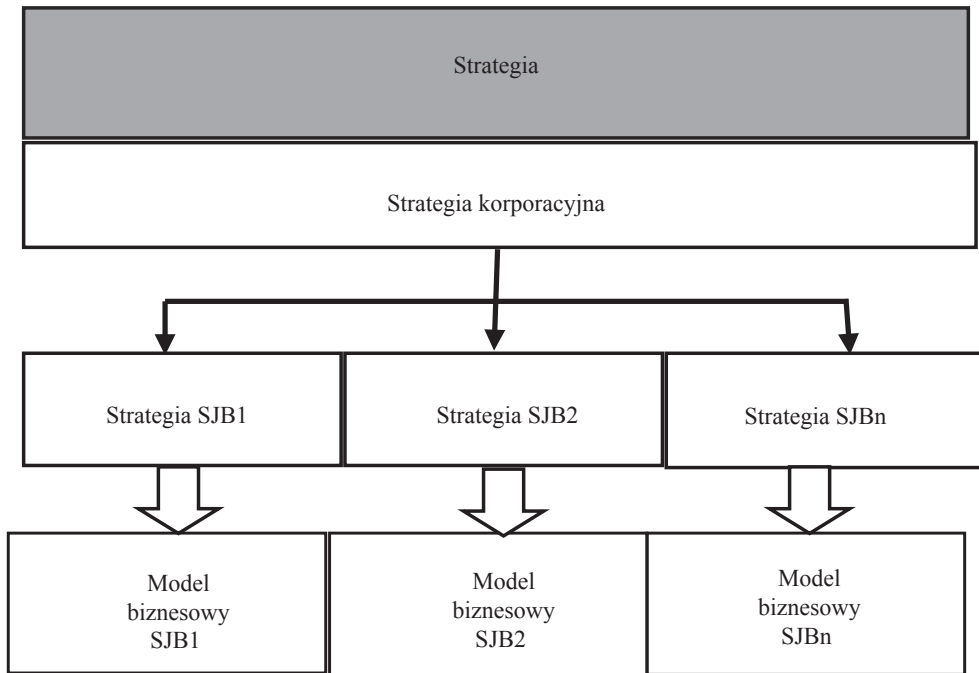 Strategia
Strategia korporacyjna
Strategia SJB1
Strategia SJB2
Strategia SJBn
Model
biznesowy
SJB1
Model
biznesowy
SJB2
Model
biznesowy
SJBn